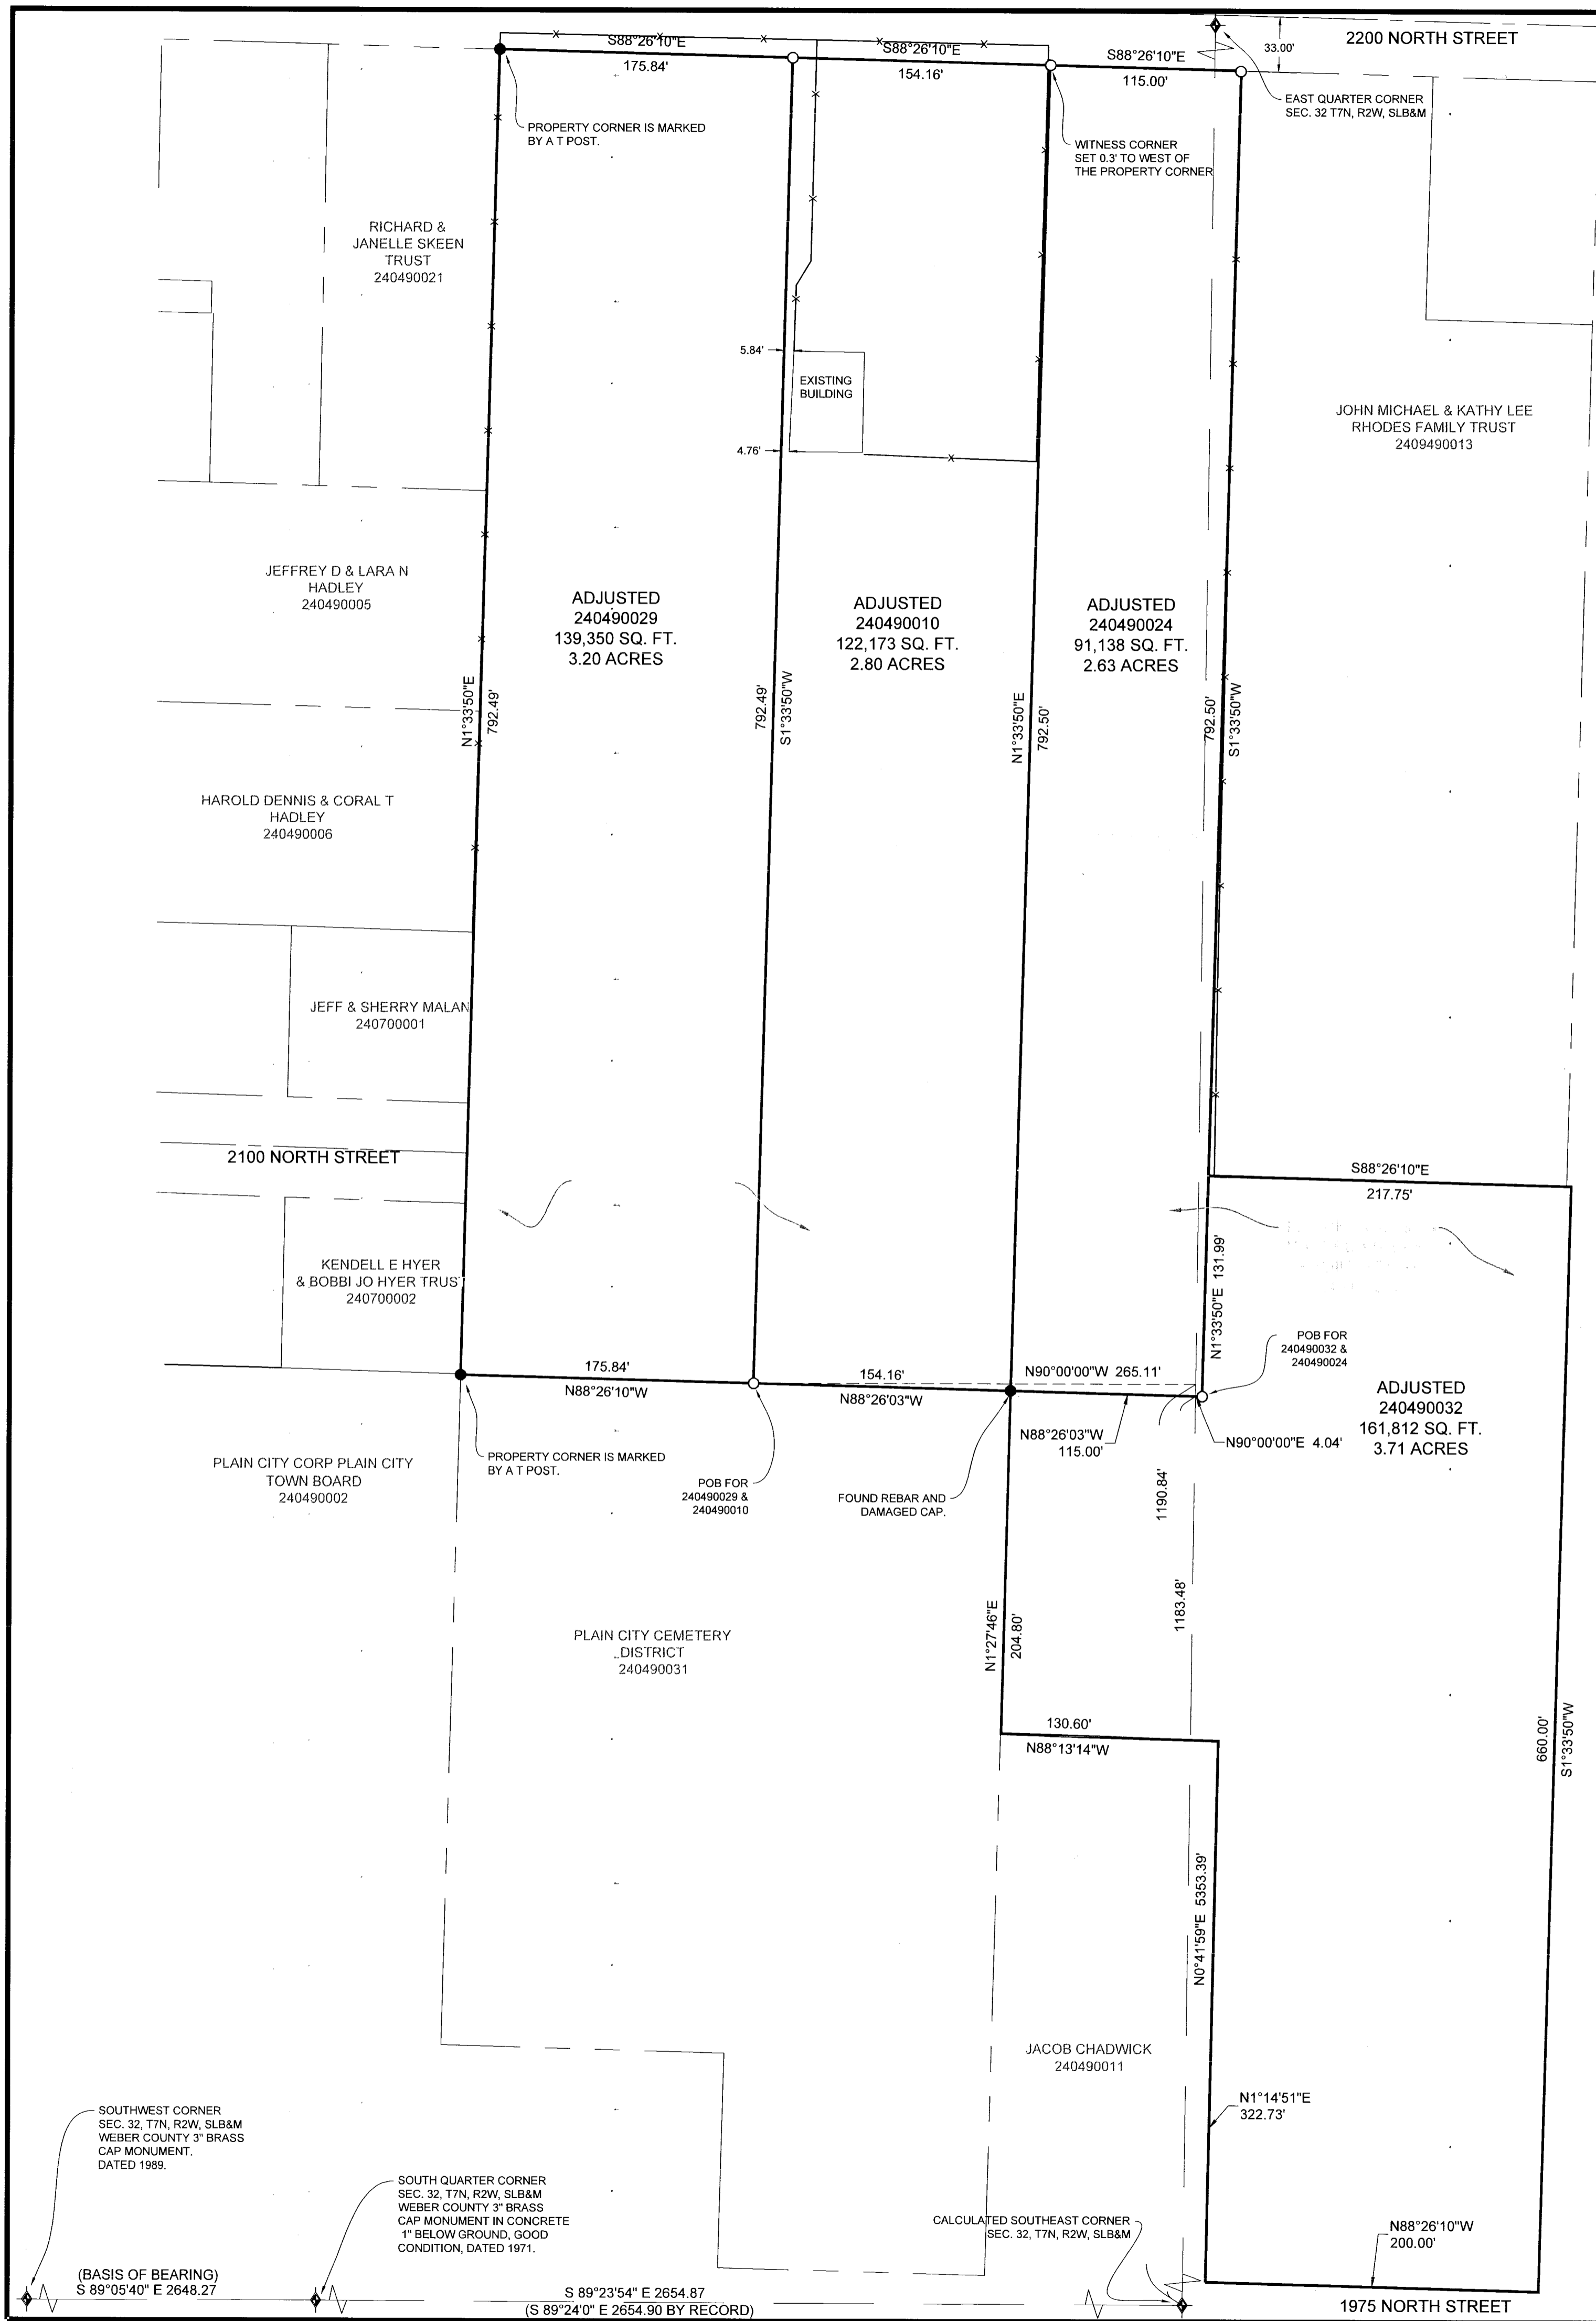 2200 NORTH STREET
33.00'
S88°26'10"E
175.84'
S88°26'10"E
154.16'
S88°26'10"E
115.00'
EAST QUARTER CORNER
SEC. 32 T7N, R2W, SLB&M
PROPERTY CORNER IS MARKED
BY A T POST.
WITNESS CORNER
SET 0.3' TO WEST OF
THE PROPERTY CORNER
RICHARD &
JANELLE SKEEN
TRUST
240490021
5.84'
EXISTING
BUILDING
4.76'
JOHN MICHAEL & KATHY LEE
RHODES FAMILY TRUST
2409490013
JEFFREY D & LARA N
HADLEY
240490005
ADJUSTED
240490029
139,350 SQ. FT.
3.20 ACRES
ADJUSTED
240490010
122,173 SQ. FT.
2.80 ACRES
ADJUSTED
240490024
91,138 SQ. FT.
2.63 ACRES
N1°33'50"E
792.49'
792.49'
S1°33'50"W
N1°33'50"E
792.50'
792.50'
S1°33'50"W
HAROLD DENNIS & CORAL T
HADLEY
240490006
JEFF & SHERRY MALAN
240700001
2100 NORTH STREET
S88°26'10"E
217.75'
KENDELL E HYER
& BOBBI JO HYER TRUST
240700002
N1°33'50"E 131.99'
POB FOR
240490032 &
240490024
175.84'
N88°26'10"W
154.16'
N88°26'03"W
N90°00'00"W 265.11'
N88°26'03"W
115.00'
N90°00'00"E 4.04'
ADJUSTED
240490032
161,812 SQ. FT.
3.71 ACRES
PLAIN CITY CORP PLAIN CITY
TOWN BOARD
240490002
PROPERTY CORNER IS MARKED
BY A T POST.
POB FOR
240490029 &
240490010
FOUND REBAR AND
DAMAGED CAP.
1190.84'
1183.48'
PLAIN CITY CEMETERY
DISTRICT
240490031
N1°27'46"E
204.80'
130.60'
N88°13'14"W
660.00'
S1°33'50"W
N0°41'59"E 5353.39'
JACOB CHADWICK
240490011
N1°14'51"E
322.73'
SOUTHWEST CORNER
SEC. 32, T7N, R2W, SLB&M
WEBER COUNTY 3" BRASS
CAP MONUMENT.
DATED 1989.
SOUTH QUARTER CORNER
SEC. 32, T7N, R2W, SLB&M
WEBER COUNTY 3" BRASS
CAP MONUMENT IN CONCRETE
1" BELOW GROUND, GOOD
CONDITION, DATED 1971.
CALCULATED SOUTHEAST CORNER
SEC. 32, T7N, R2W, SLB&M
N88°26'10"W
200.00'
(BASIS OF BEARING)
S 89°05'40" E 2648.27
S 89°23'54" E 2654.87
(S 89°24'0" E 2654.90 BY RECORD)
1975 NORTH STREET